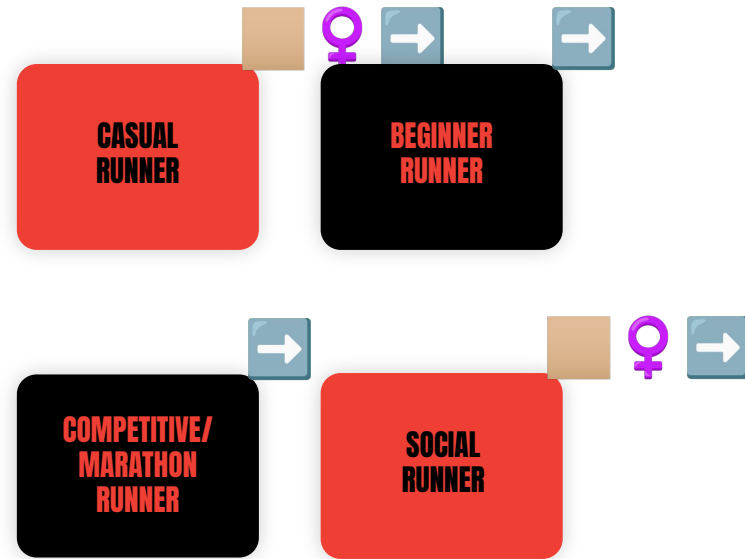 CASUAL
RUNNER
BEGINNER
RUNNER
COMPETITIVE/
MARATHON
RUNNER
SOCIAL
RUNNER